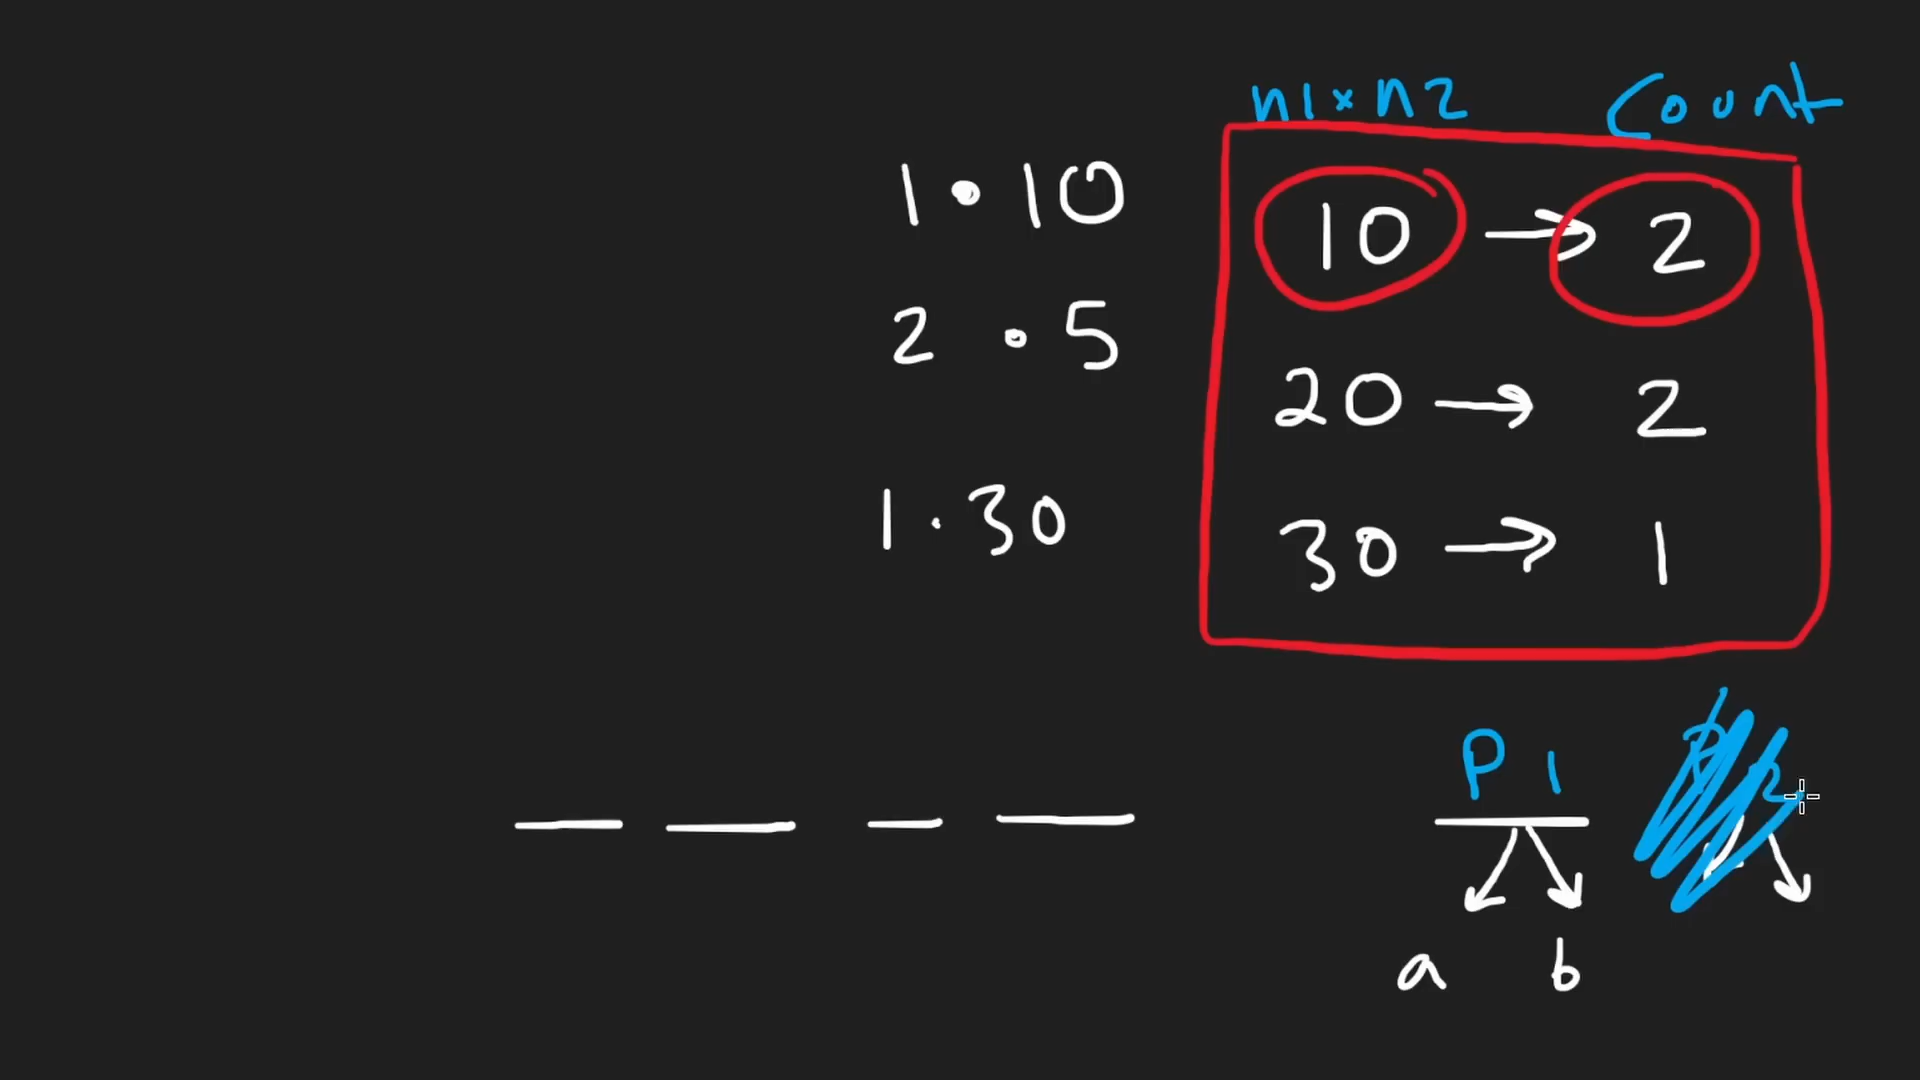 n1×n2 Count
1 • 10
10 → 2
2 • 5
20 → 2
1 • 30
30 → 1
P1
a b